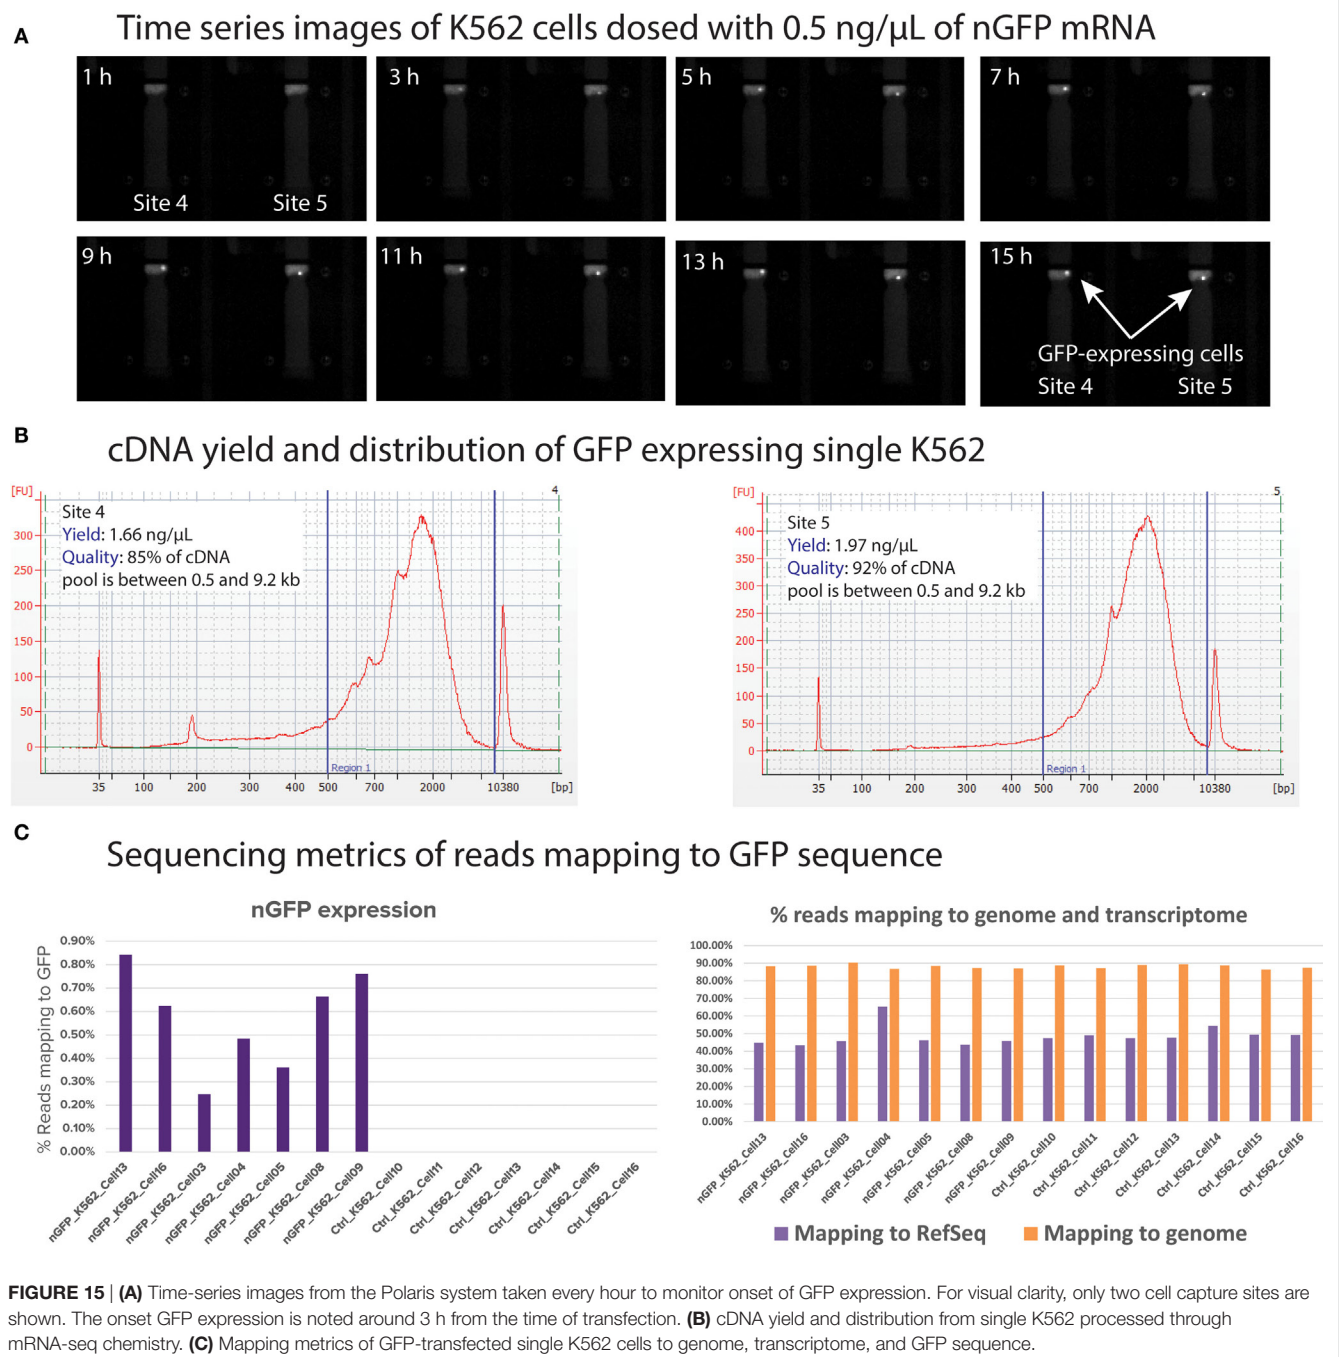 A
Time series images of K562 cells dosed with 0.5 ng/µL of nGFP mRNA
1 h
3 h
5 h
7 h
Site 4
Site 5
9 h
11 h
13 h
15 h
GFP-expressing cells
Site 4
Site 5
B
cDNA yield and distribution of GFP expressing single K562
[FU]
4
Site 4
Yield: 1.66 ng/µL
Quality: 85% of cDNA
pool is between 0.5 and 9.2 kb
300
250
200
150
100
50
0
Region 1
35 100 200 300 400 500 700 2000 10380 [bp]
[FU]
5
Site 5
Yield: 1.97 ng/µL
Quality: 92% of cDNA
pool is between 0.5 and 9.2 kb
400
350
300
250
200
150
100
50
0
Region 1
35 100 200 300 400 500 700 2000 10380 [bp]
C
Sequencing metrics of reads mapping to GFP sequence
nGFP expression
% Reads mapping to GFP
0.90%
0.80%
0.70%
0.60%
0.50%
0.40%
0.30%
0.20%
0.10%
0.00%
nGFP_K562_Cell13
nGFP_K562_Cell16
nGFP_K562_Cell03
nGFP_K562_Cell04
nGFP_K562_Cell05
nGFP_K562_Cell08
nGFP_K562_Cell09
Ctrl_K562_Cell10
Ctrl_K562_Cell11
Ctrl_K562_Cell12
Ctrl_K562_Cell13
Ctrl_K562_Cell14
Ctrl_K562_Cell15
Ctrl_K562_Cell16
% reads mapping to genome and transcriptome
100.00%
90.00%
80.00%
70.00%
60.00%
50.00%
40.00%
30.00%
20.00%
10.00%
0.00%
nGFP_K562_Cell13
nGFP_K562_Cell16
nGFP_K562_Cell03
nGFP_K562_Cell04
nGFP_K562_Cell05
nGFP_K562_Cell08
nGFP_K562_Cell09
Ctrl_K562_Cell10
Ctrl_K562_Cell11
Ctrl_K562_Cell12
Ctrl_K562_Cell13
Ctrl_K562_Cell14
Ctrl_K562_Cell15
Ctrl_K562_Cell16
Mapping to RefSeq
Mapping to genome
FIGURE 15 | (A) Time-series images from the Polaris system taken every hour to monitor onset of GFP expression. For visual clarity, only two cell capture sites are
shown. The onset GFP expression is noted around 3 h from the time of transfection. (B) cDNA yield and distribution from single K562 processed through
mRNA-seq chemistry. (C) Mapping metrics of GFP-transfected single K562 cells to genome, transcriptome, and GFP sequence.